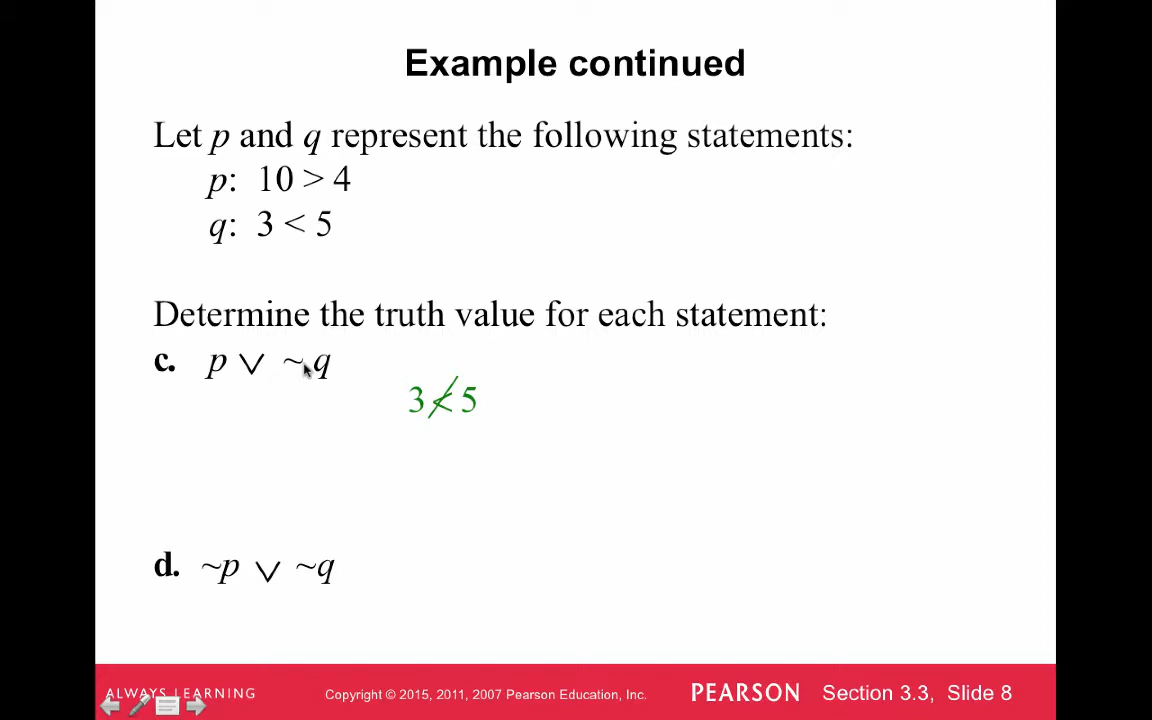 Example continued
Let p and q represent the following statements:
p: 10 > 4
q: 3 < 5
Determine the truth value for each statement:
c. p ∨ ~q
3 ≮ 5
d. ~p ∨ ~q
ALWAYS LEARNING
Copyright © 2015, 2011, 2007 Pearson Education, Inc.
PEARSON
Section 3.3, Slide 8